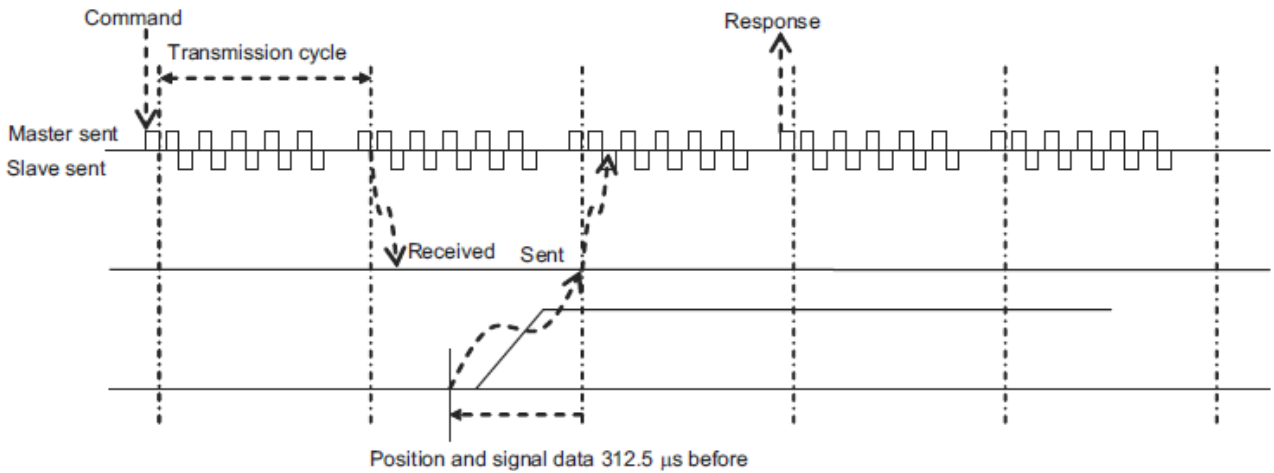 Command
Response
Transmission cycle
Master sent
Slave sent
Received
Sent
Position and signal data 312.5 μs before